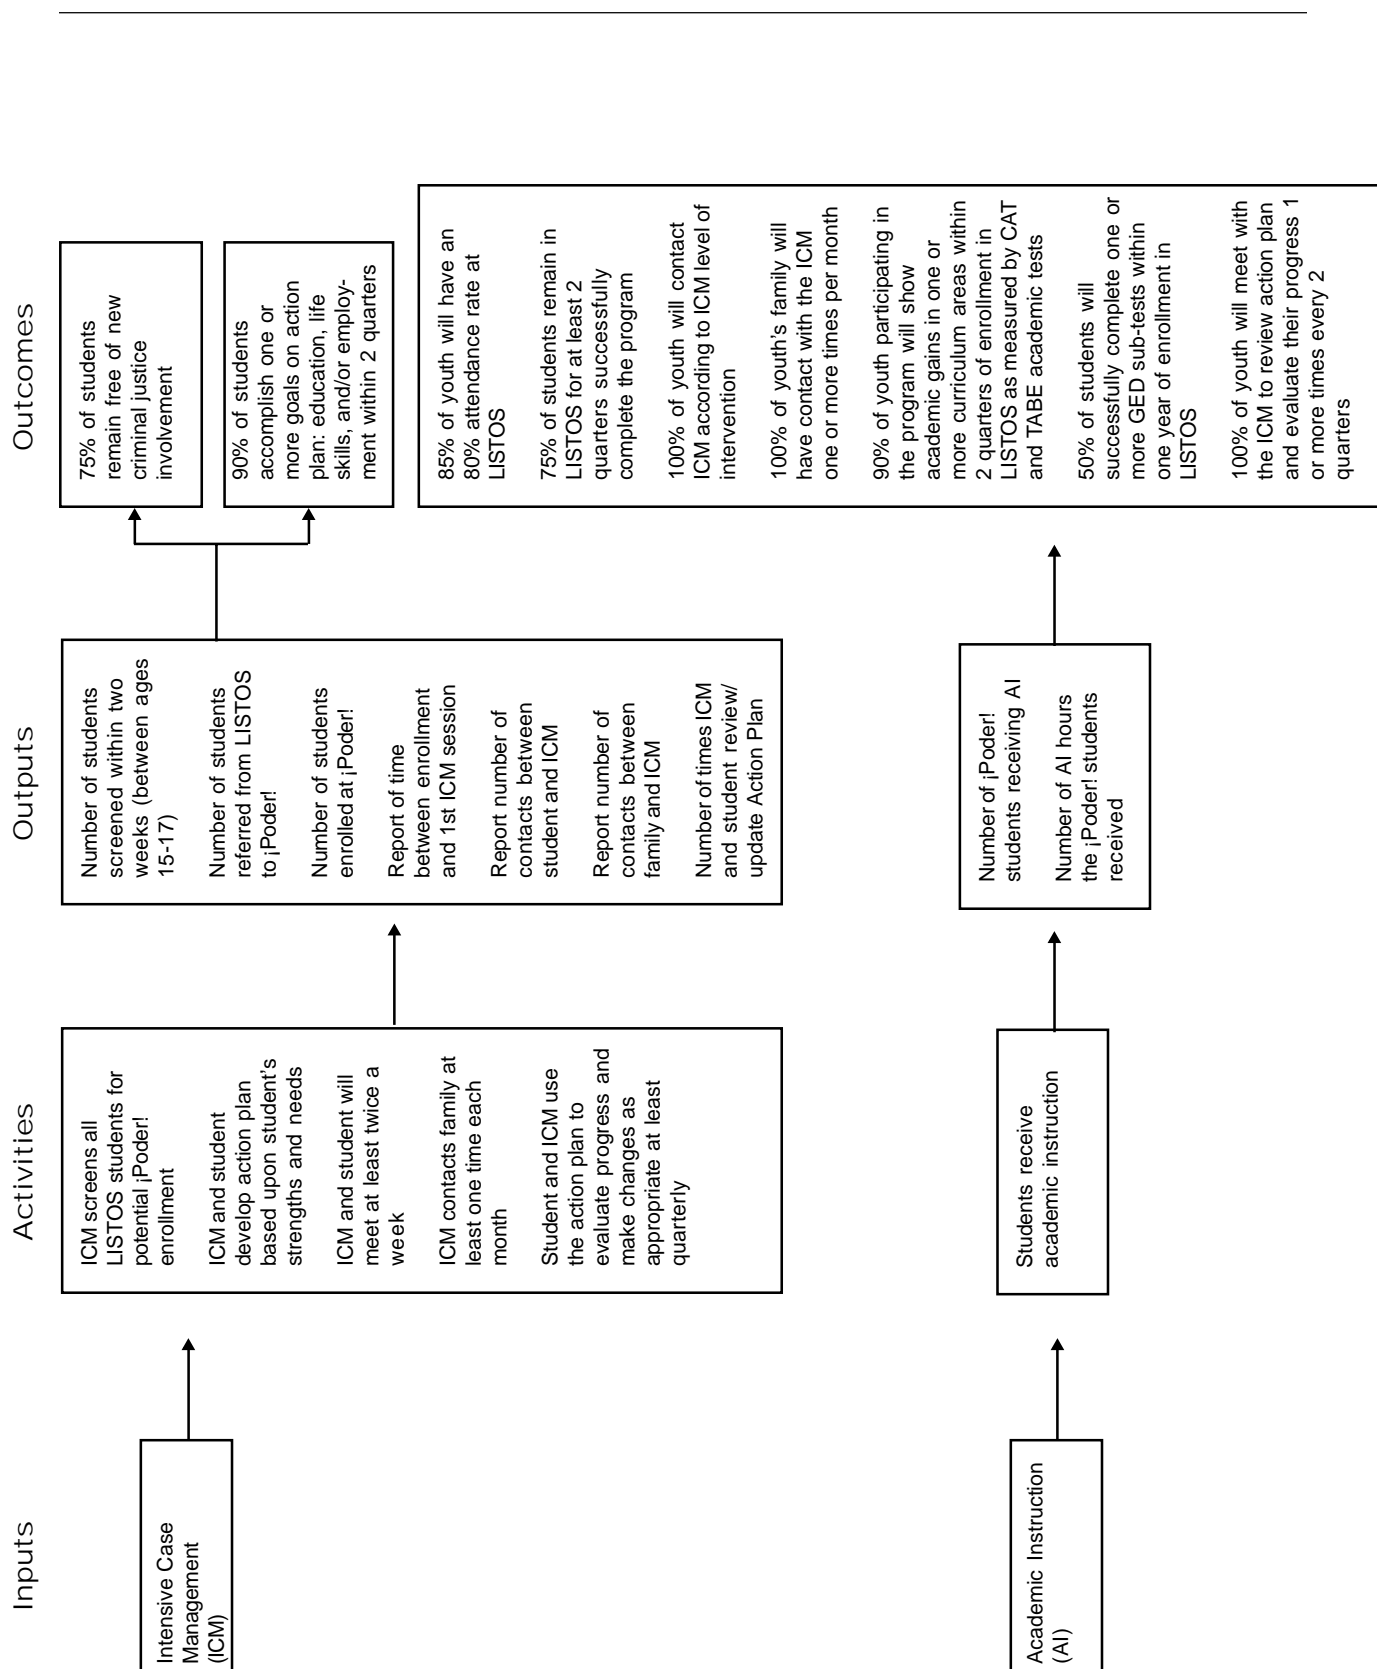 Inputs
Activities
Outputs
Outcomes
Intensive Case
Management
(ICM)
ICM screens all
LISTOS students for
potential ¡Poder!
enrollment
ICM and student
develop action plan
based upon student's
strengths and needs
ICM and student will
meet at least twice a
week
ICM contacts family at
least one time each
month
Student and ICM use
the action plan to
evaluate progress and
make changes as
appropriate at least
quarterly
Number of students
screened within two
weeks (between ages
15-17)
Number of students
referred from LISTOS
to ¡Poder!
Number of students
enrolled at ¡Poder!
Report of time
between enrollment
and 1st ICM session
Report number of
contacts between
student and ICM
Report number of
contacts between
family and ICM
Number of times ICM
and student review/
update Action Plan
75% of students
remain free of new
criminal justice
involvement
90% of students
accomplish one or
more goals on action
plan: education, life
skills, and/or employ-
ment within 2 quarters
Academic Instruction
(AI)
Students receive
academic instruction
Number of ¡Poder!
students receiving AI
Number of AI hours
the ¡Poder! students
received
85% of youth will have an
80% attendance rate at
LISTOS
75% of students remain in
LISTOS for at least 2
quarters successfully
complete the program
100% of youth will contact
ICM according to ICM level of
intervention
100% of youth's family will
have contact with the ICM
one or more times per month
90% of youth participating in
the program will show
academic gains in one or
more curriculum areas within
2 quarters of enrollment in
LISTOS as measured by CAT
and TABE academic tests
50% of students will
successfully complete one or
more GED sub-tests within
one year of enrollment in
LISTOS
100% of youth will meet with
the ICM to review action plan
and evaluate their progress 1
or more times every 2
quarters